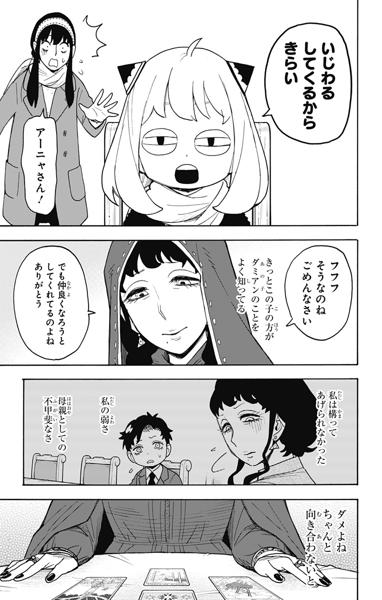 いじわる
してくるから
きらい
アーニャさん！
フフフ
そうなのね
ごめんなさい
きっとこの子の方が
ダミアンのことを
よく知ってる
でも仲良くなろうと
してくれてるのよね
ありがとう
私は構って
あげられなかった
私の弱さ
母親としての
不甲斐なさ
ダメよね
ちゃんと
向き合わないと